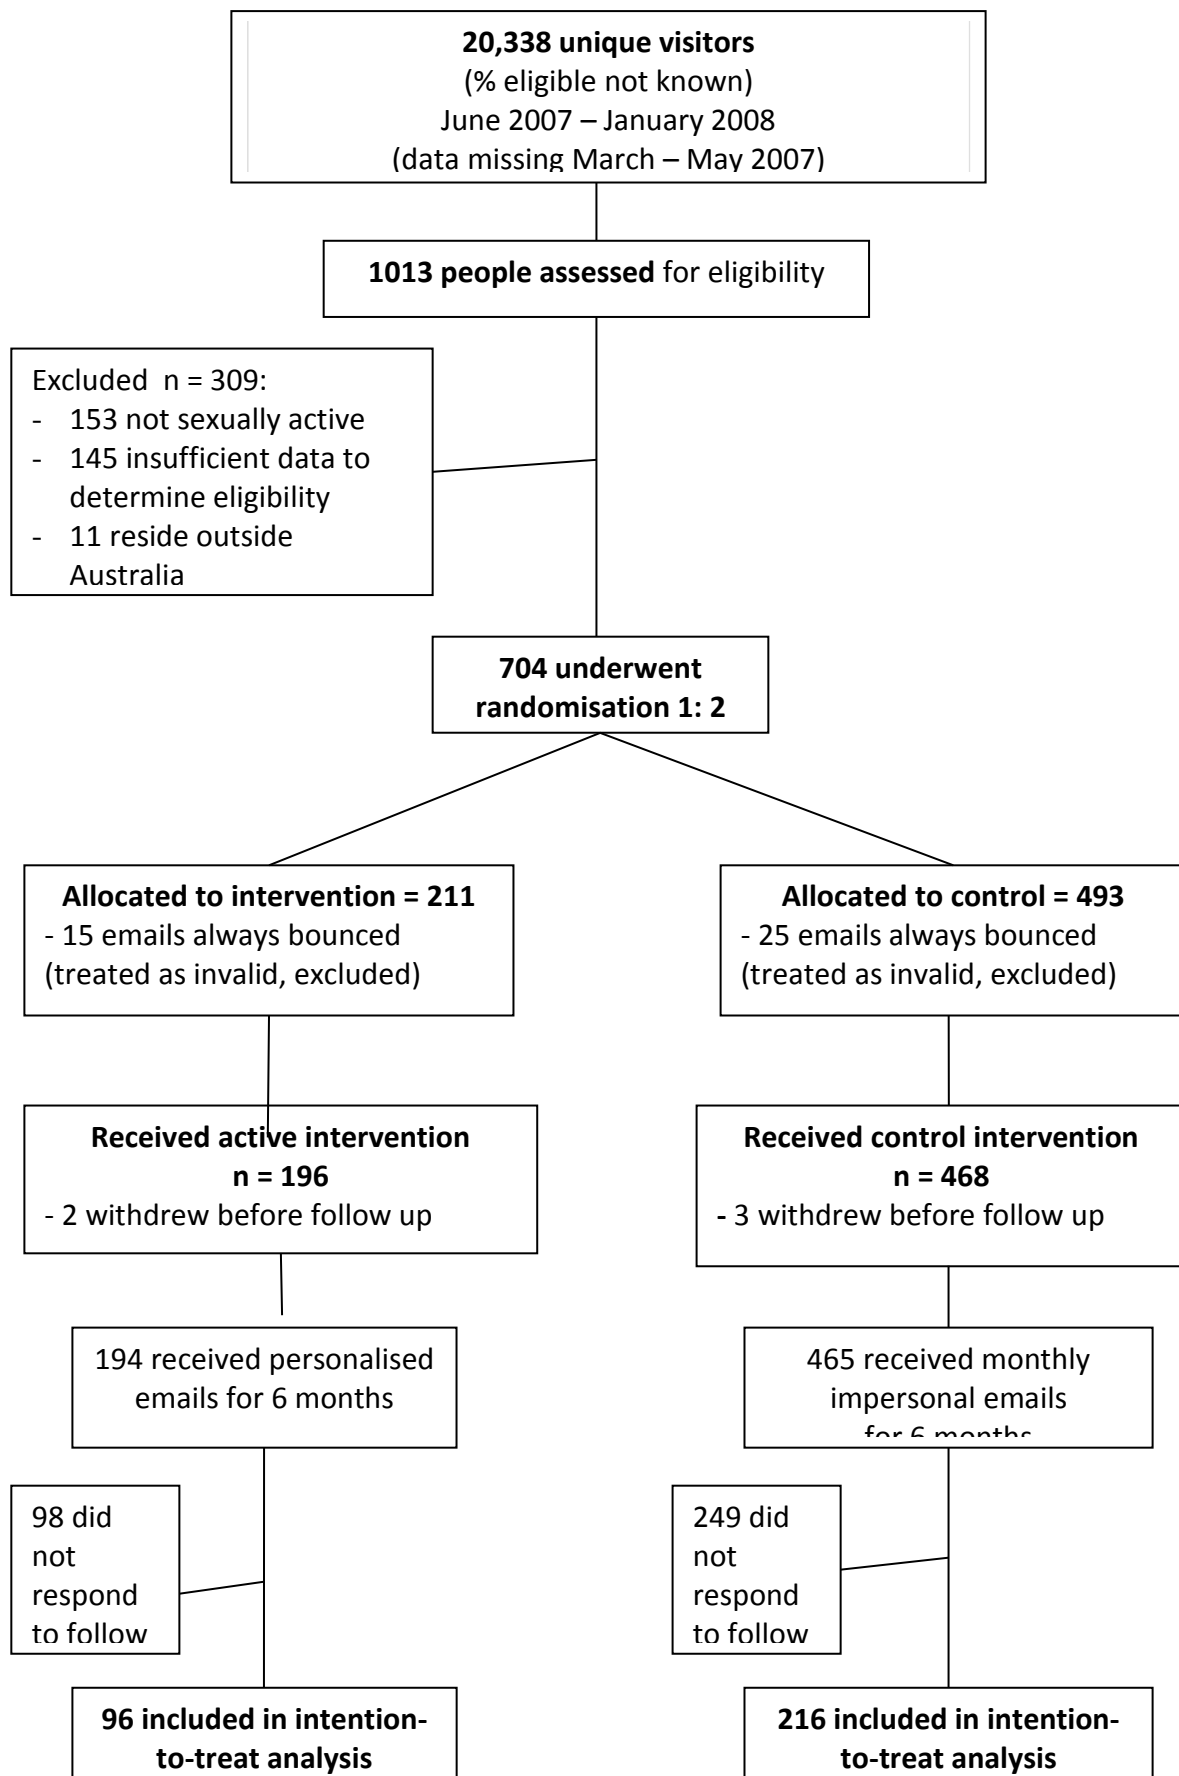 20,338 unique visitors
(% eligible not known)
June 2007 – January 2008
(data missing March – May 2007)
1013 people assessed for eligibility
Excluded  n = 309:
- 153 not sexually active
- 145 insufficient data to
determine eligibility
- 11 reside outside
Australia
704 underwent
randomisation 1: 2
Allocated to intervention = 211
- 15 emails always bounced
(treated as invalid, excluded)
Allocated to control = 493
- 25 emails always bounced
(treated as invalid, excluded)
Received active intervention
n = 196
- 2 withdrew before follow up
Received control intervention
n = 468
- 3 withdrew before follow up
194 received personalised
emails for 6 months
465 received monthly
impersonal emails
for 6 months
98 did
not
respond
to follow
249 did
not
respond
to follow
96 included in intention-
to-treat analysis
216 included in intention-
to-treat analysis